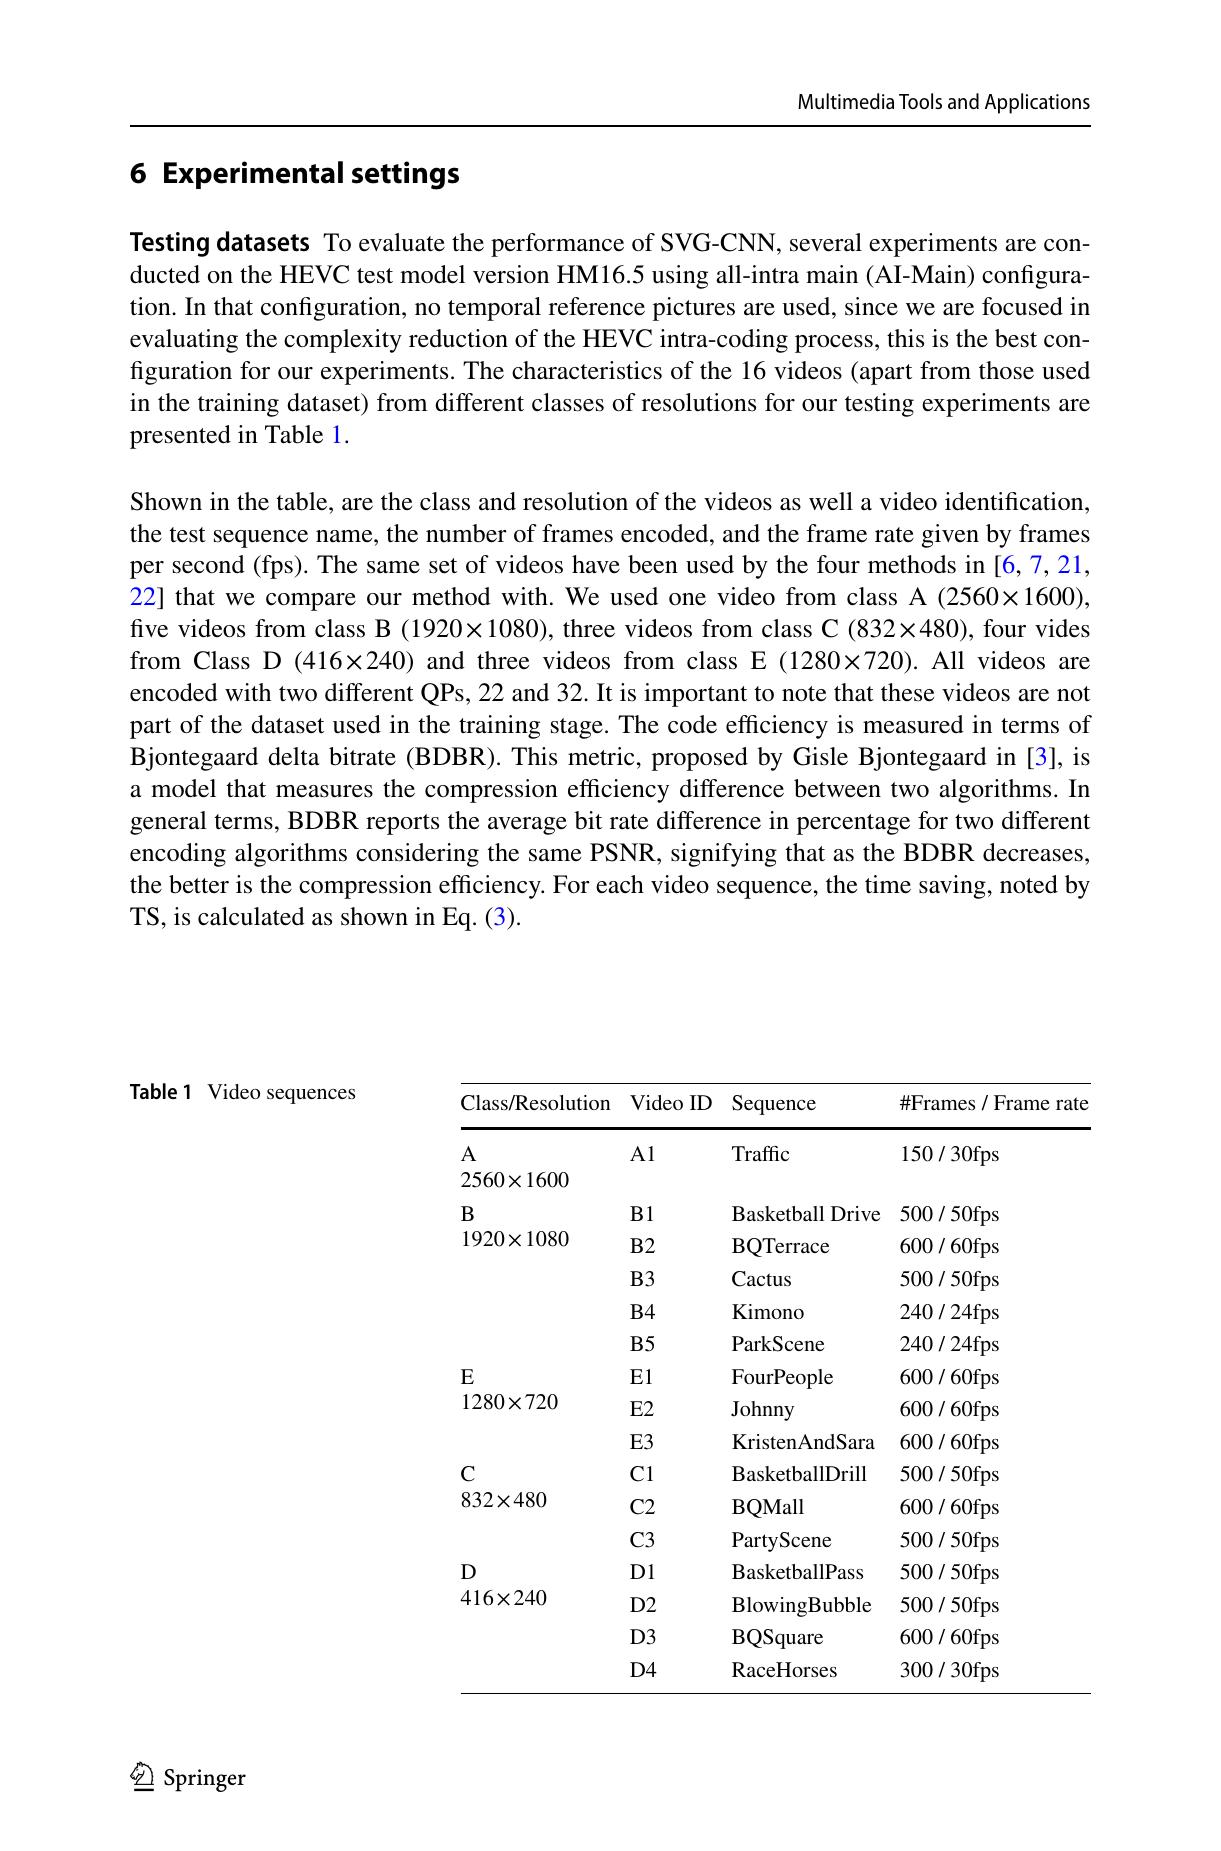 Multimedia Tools and Applications
6 Experimental settings
Testing datasets To evaluate the performance of SVG-CNN, several experiments are con-
ducted on the HEVC test model version HM16.5 using all-intra main (AI-Main) configura-
tion. In that configuration, no temporal reference pictures are used, since we are focused in
evaluating the complexity reduction of the HEVC intra-coding process, this is the best con-
figuration for our experiments. The characteristics of the 16 videos (apart from those used
in the training dataset) from different classes of resolutions for our testing experiments are
presented in Table 1.
Shown in the table, are the class and resolution of the videos as well a video identification,
the test sequence name, the number of frames encoded, and the frame rate given by frames
per second (fps). The same set of videos have been used by the four methods in [6, 7, 21,
22] that we compare our method with. We used one video from class A (2560×1600),
five videos from class B (1920×1080), three videos from class C (832×480), four vides
from Class D (416×240) and three videos from class E (1280×720). All videos are
encoded with two different QPs, 22 and 32. It is important to note that these videos are not
part of the dataset used in the training stage. The code efficiency is measured in terms of
Bjontegaard delta bitrate (BDBR). This metric, proposed by Gisle Bjontegaard in [3], is
a model that measures the compression efficiency difference between two algorithms. In
general terms, BDBR reports the average bit rate difference in percentage for two different
encoding algorithms considering the same PSNR, signifying that as the BDBR decreases,
the better is the compression efficiency. For each video sequence, the time saving, noted by
TS, is calculated as shown in Eq. (3).
Table 1 Video sequences
Class/Resolution Video ID Sequence #Frames / Frame rate
A A1 Traffic 150 / 30fps
2560×1600
B B1 Basketball Drive 500 / 50fps
1920×1080 B2 BQTerrace 600 / 60fps
B3 Cactus 500 / 50fps
B4 Kimono 240 / 24fps
B5 ParkScene 240 / 24fps
E E1 FourPeople 600 / 60fps
1280×720 E2 Johnny 600 / 60fps
E3 KristenAndSara 600 / 60fps
C C1 BasketballDrill 500 / 50fps
832×480 C2 BQMall 600 / 60fps
C3 PartyScene 500 / 50fps
D D1 BasketballPass 500 / 50fps
416×240 D2 BlowingBubble 500 / 50fps
D3 BQSquare 600 / 60fps
D4 RaceHorses 300 / 30fps
Springer